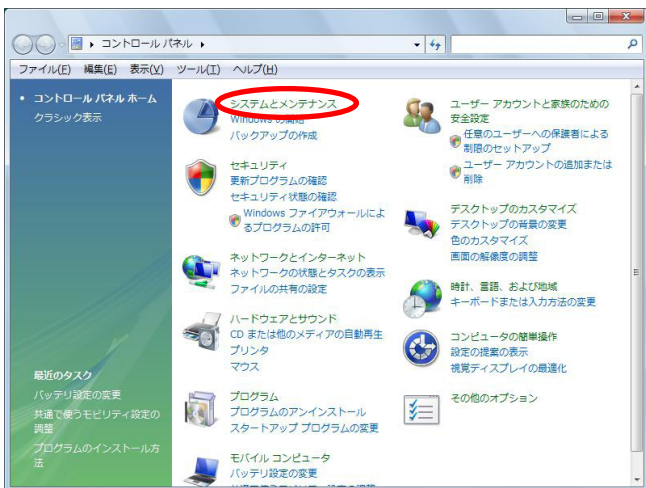 コントロール パネル
ファイル(F) 編集(E) 表示(V) ツール(T) ヘルプ(H)
コントロール パネル ホーム
クラシック表示
最近のタスク
バッテリ設定の変更
共通で使うモビリティ設定の
調整
プログラムのインストール方
法
システムとメンテナンス
Windows の開始
バックアップの作成
セキュリティ
更新プログラムの確認
セキュリティ状態の確認
Windows ファイアウォールによ
るプログラムの許可
ネットワークとインターネット
ネットワークの状態とタスクの表示
ファイルの共有の設定
ハードウェアとサウンド
CD または他のメディアの自動再生
プリンタ
マウス
プログラム
プログラムのアンインストール
スタートアップ プログラムの変更
モバイル コンピュータ
バッテリ設定の変更
ユーザー アカウントと家族のための
安全設定
任意のユーザーへの保護者による
制限のセットアップ
ユーザー アカウントの追加または
削除
デスクトップのカスタマイズ
デスクトップの背景の変更
色のカスタマイズ
画面の解像度の調整
時計、言語、および地域
キーボードまたは入力方法の変更
コンピュータの簡単操作
設定の提案の表示
視覚ディスプレイの最適化
その他のオプション